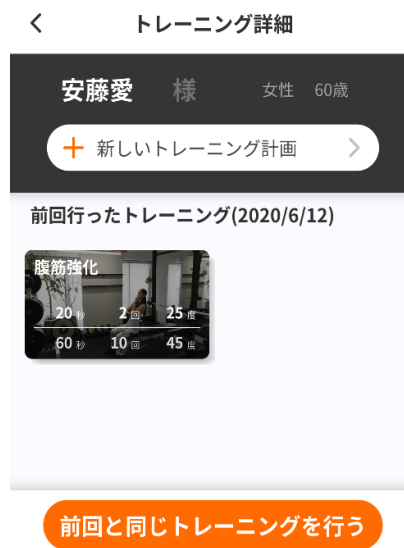 トレーニング詳細
安藤愛 様 女性 60歳
新しいトレーニング計画
前回行ったトレーニング(2020/6/12)
腹筋強化
20 秒 2 回 25 度
60 秒 10 回 45 度
前回と同じトレーニングを行う